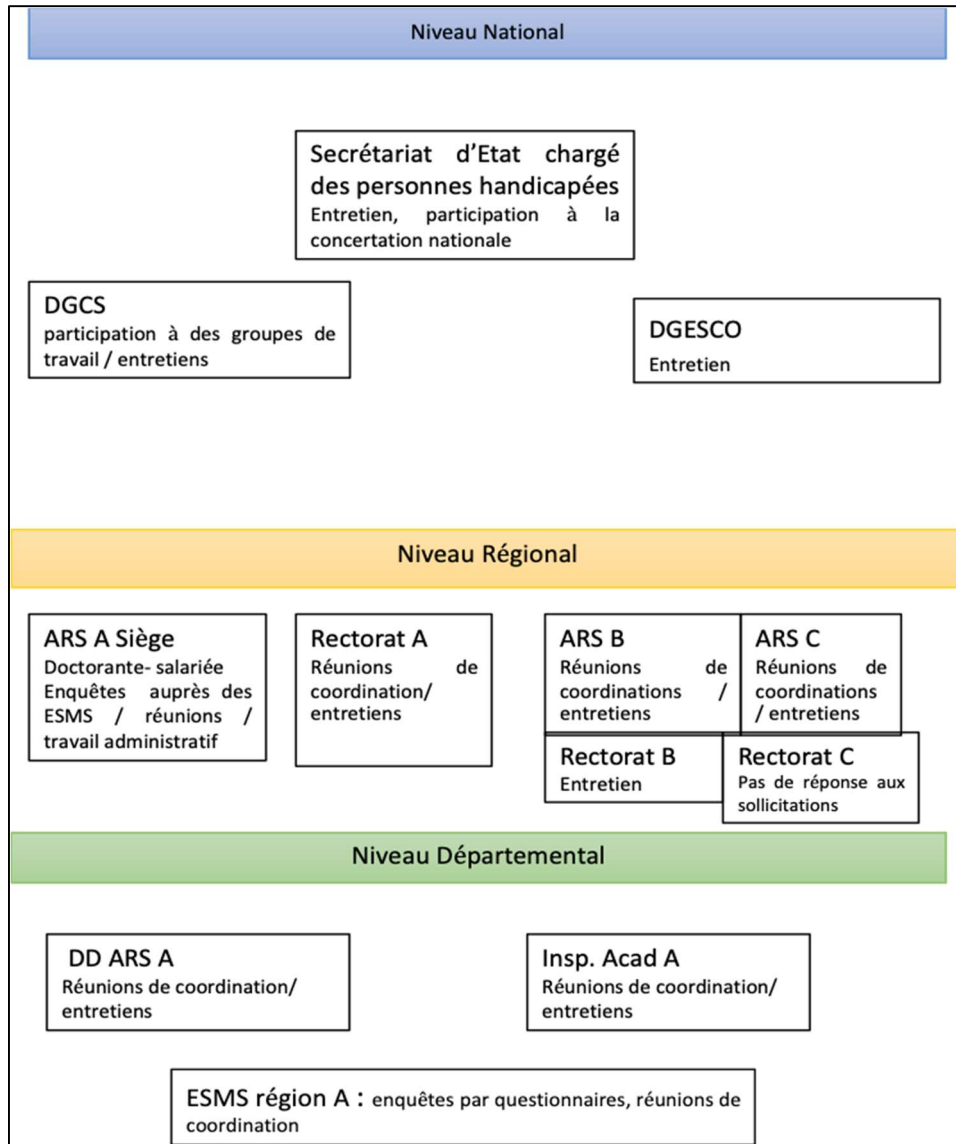 Niveau National
Secrétariat d'Etat chargé
des personnes handicapées
Entretien, participation à la
concertation nationale
DGCS
participation à des groupes de
travail / entretiens
DGESCO
Entretien
Niveau Régional
ARS A Siège
Doctorante- salariée
Enquêtes auprès des
ESMS / réunions /
travail administratif
Rectorat A
Réunions de
coordination/
entretiens
ARS B
Réunions de
coordinations /
entretiens
ARS C
Réunions de
coordinations
/ entretiens
Rectorat B
Entretien
Rectorat C
Pas de réponse aux
sollicitations
Niveau Départemental
DD ARS A
Réunions de coordination/
entretiens
Insp. Acad A
Réunions de coordination/
entretiens
ESMS région A : enquêtes par questionnaires, réunions de
coordination